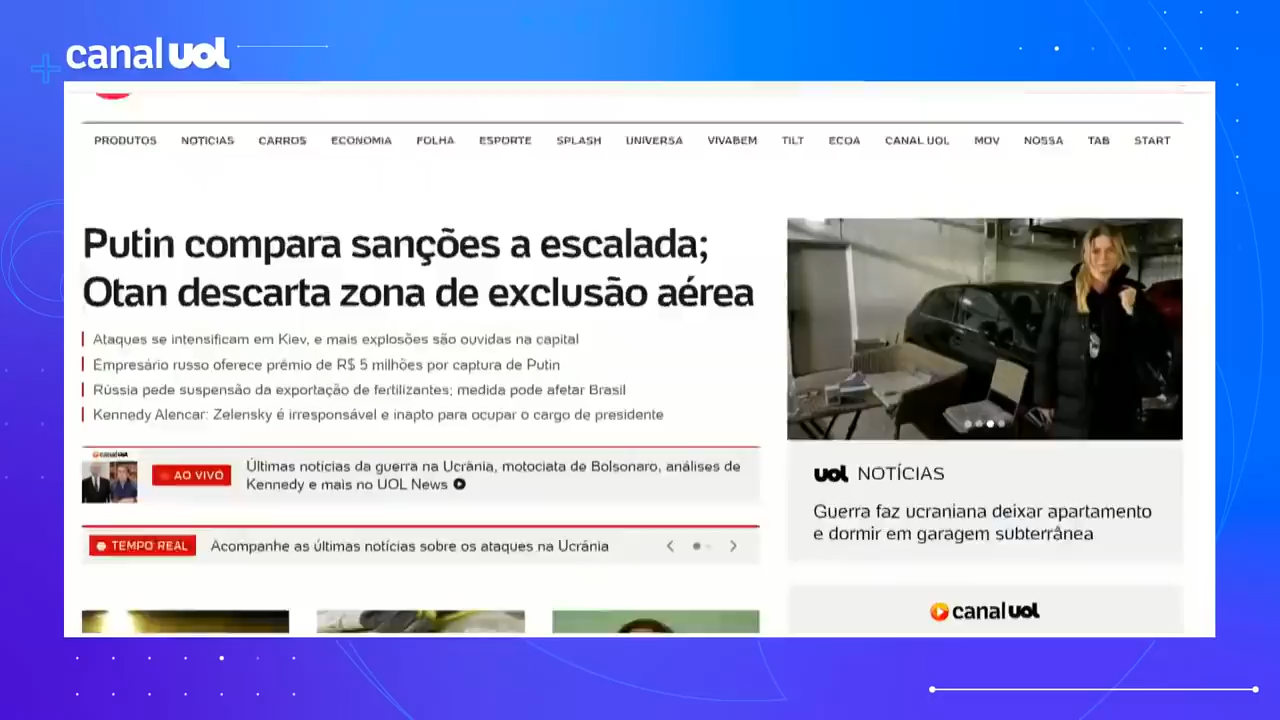 canal uol
PRODUTOS NOTÍCIAS CARROS ECONOMIA FOLHA ESPORTE SPLASH UNIVERSA VIVABEM TILT ECOA CANAL UOL MOV NOSSA TAB START
Putin compara sanções a escalada;
Otan descarta zona de exclusão aérea
Ataques se intensificam em Kiev, e mais explosões são ouvidas na capital
Empresário russo oferece prêmio de R$ 5 milhões por captura de Putin
Rússia pede suspensão da exportação de fertilizantes; medida pode afetar Brasil
Kennedy Alencar: Zelensky é irresponsável e inapto para ocupar o cargo de presidente
canal uol
AO VIVO
Últimas notícias da guerra na Ucrânia, motociata de Bolsonaro, análises de
Kennedy e mais no UOL News
TEMPO REAL
Acompanhe as últimas notícias sobre os ataques na Ucrânia
uol NOTÍCIAS
Guerra faz ucraniana deixar apartamento
e dormir em garagem subterrânea
canal uol